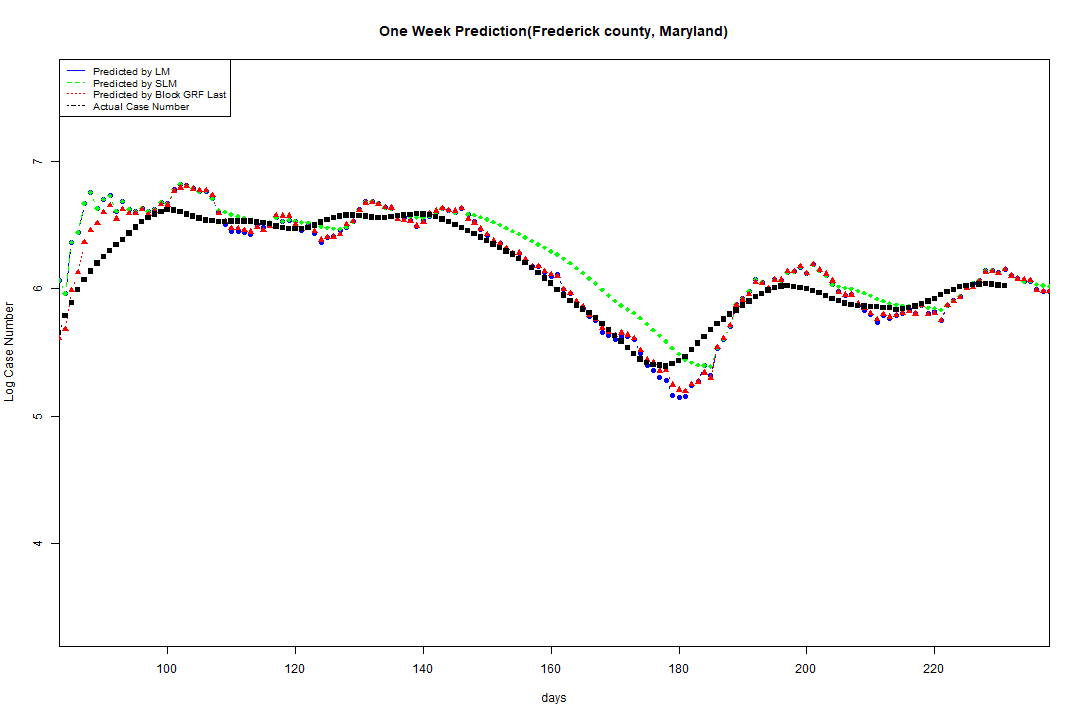 One Week Prediction(Frederick county, Maryland)
Predicted by LM
Predicted by SLM
Predicted by Block GRF Last
Actual Case Number
7
6
5
4
Log Case Number
100 120 140 160 180 200 220
days